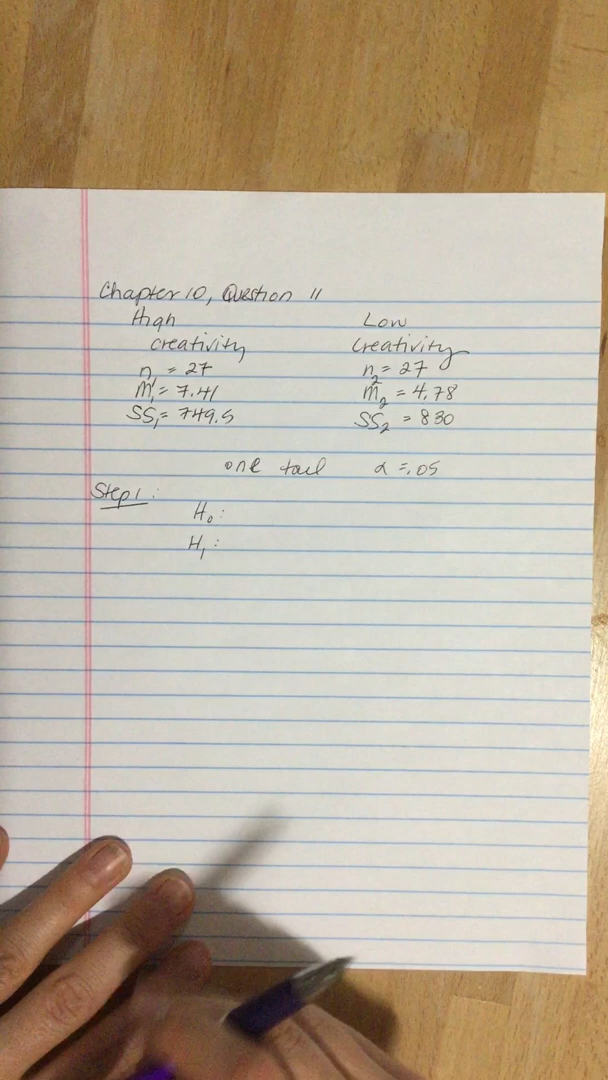 Chapter 10, Question 11
High Low
creativity Creativity
n₁ = 27 n₂ = 27
M₁ = 7.41 M₂ = 4.78
SS₁ = 749.5 SS₂ = 830
one tail α = .05
Step 1:
H₀:
H₁: